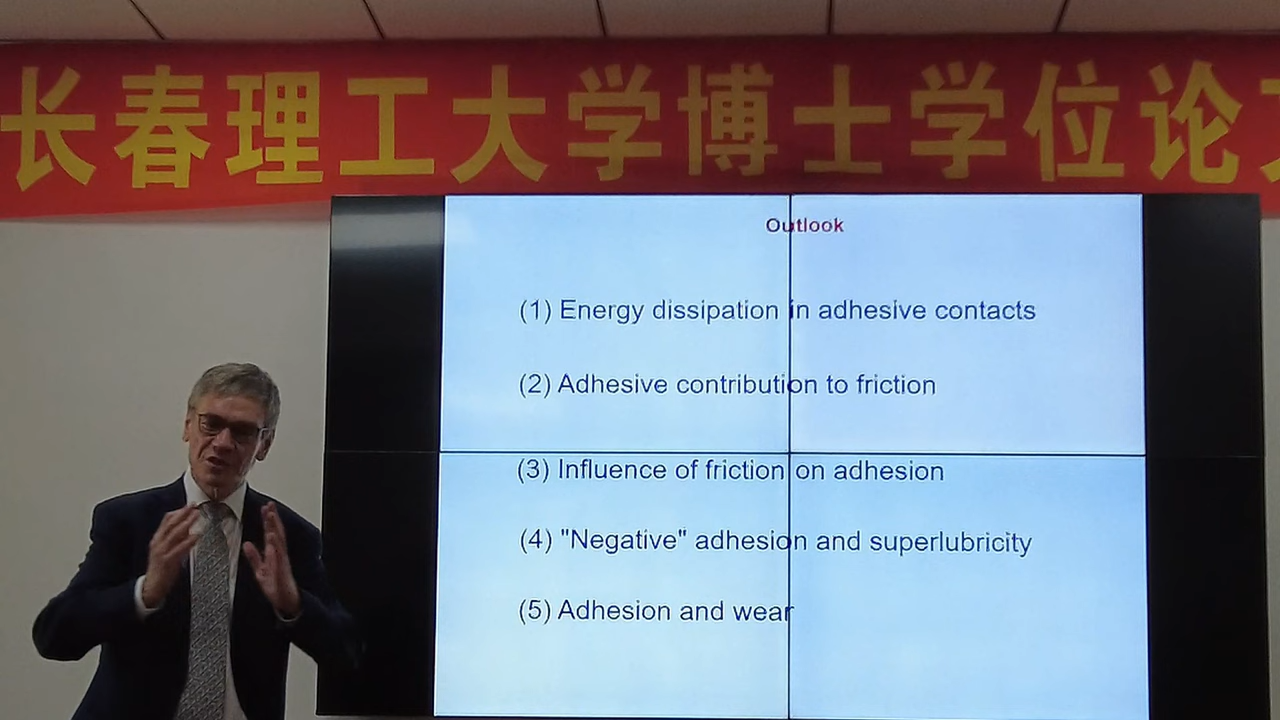 长春理工大学博士学位论
Outlook
(1) Energy dissipation in adhesive contacts
(2) Adhesive contribution to friction
(3) Influence of friction on adhesion
(4) "Negative" adhesion and superlubricity
(5) Adhesion and wear